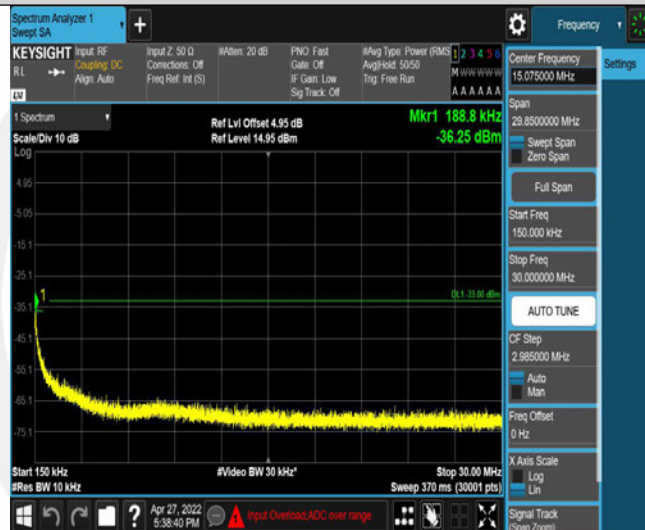 Spectrum Analyzer 1
Swept SA
+
Frequency
KEYSIGHT
RL
LXI
Input: RF
Coupling: DC
Align: Auto
Input Z: 50 Ω
Corrections: Off
Freq Ref: Int (S)
#Atten: 20 dB
PNO: Fast
Gate: Off
IF Gain: Low
Sig Track: Off
#Avg Type: Power (RMS
Avg|Hold: 50/50
Trig: Free Run
1 2 3 4 5 6
M W W W W W
A A A A A A
1 Spectrum
Scale/Div 10 dB
Log
Ref Lvl Offset 4.95 dB
Ref Level 14.95 dBm
Mkr1 188.8 kHz
-36.25 dBm
4.95
-5.05
-15.1
-25.1
-35.1
-45.1
-55.1
-65.1
-75.1
1
DL1 -33.00 dBm
Start 150 kHz
#Res BW 10 kHz
#Video BW 30 kHz*
Stop 30.00 MHz
Sweep 370 ms (30001 pts)
Center Frequency
15.075000 MHz
Settings
Span
29.8500000 MHz
Swept Span
Zero Span
Full Span
Start Freq
150.000 kHz
Stop Freq
30.000000 MHz
AUTO TUNE
CF Step
2.985000 MHz
Auto
Man
Freq Offset
0 Hz
X Axis Scale
Log
Lin
Signal Track
(Span Zoom)
?
Apr 27, 2022
5:38:40 PM
Input Overload;ADC over range